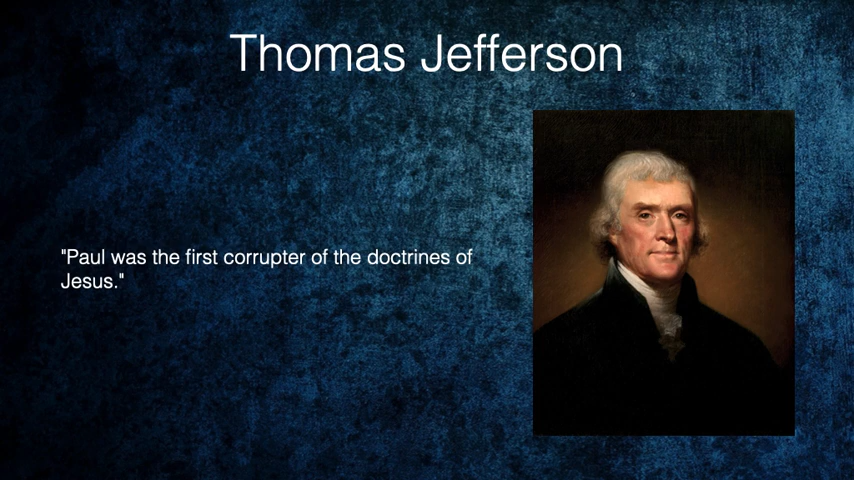 Thomas Jefferson
"Paul was the first corrupter of the doctrines of
Jesus."